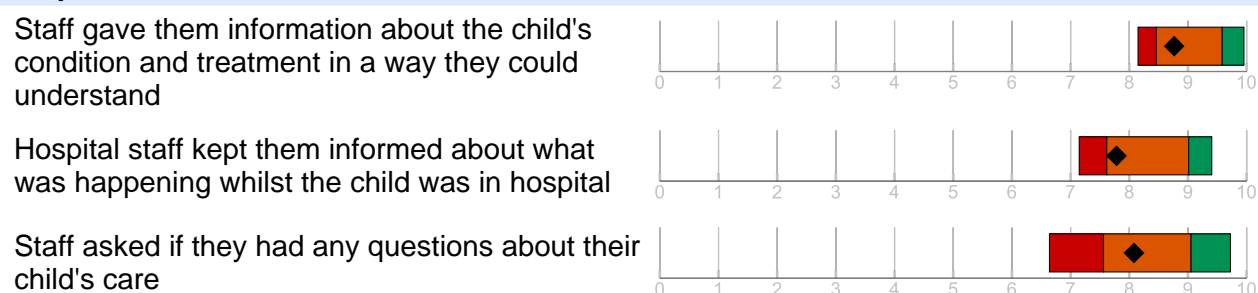 Staff gave them information about the child's
condition and treatment in a way they could
understand
0 1 2 3 4 5 6 7 8 9 10
Hospital staff kept them informed about what
was happening whilst the child was in hospital
0 1 2 3 4 5 6 7 8 9 10
Staff asked if they had any questions about their
child's care
0 1 2 3 4 5 6 7 8 9 10